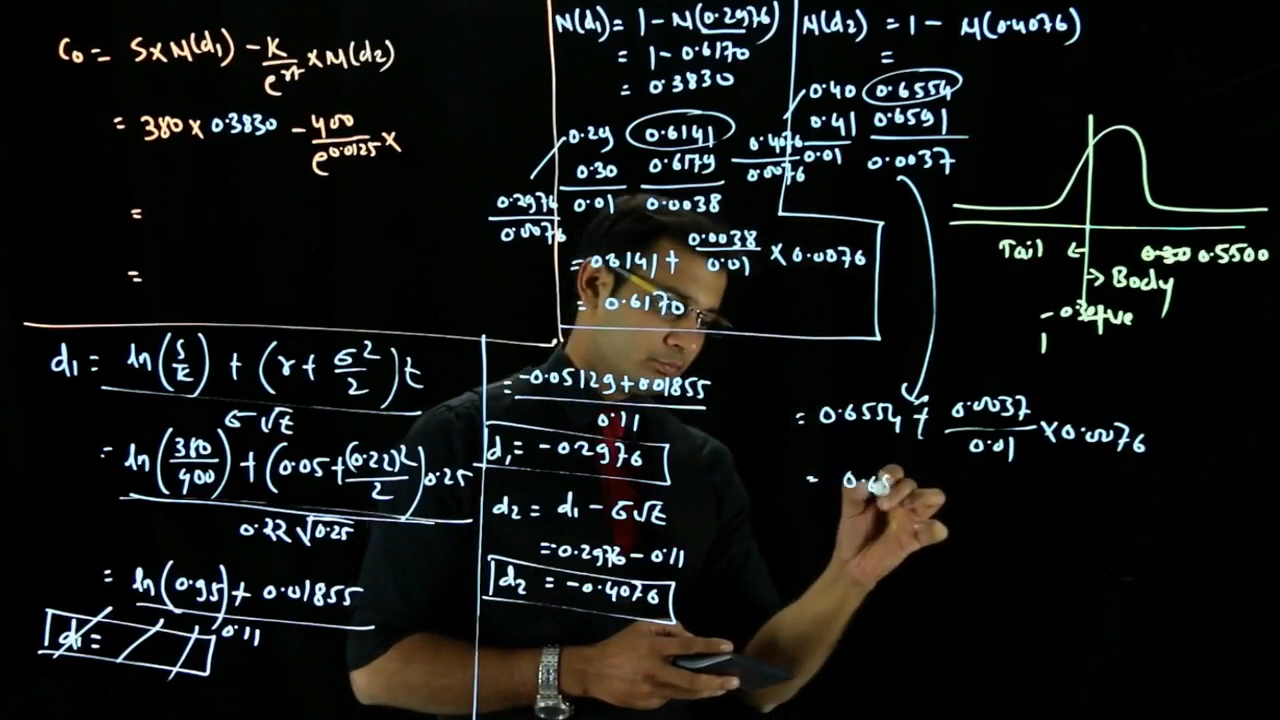 C₀ = S × N(d₁) − K/e^rt × N(d₂)
= 380 × 0.3830 − 400/e^0.0125 ×
=
=
N(d₁) = 1 − N(0.2976)
= 1 − 0.6170
= 0.3830
0.29 0.6141
0.30 0.6179
0.01 0.0038
0.2976
0.0076
= 0.6141 + 0.0038/0.01 × 0.0076
= 0.6170
N(d₂) = 1 − N(0.4076)
=
0.40 0.6554
0.41 0.6591
0.01 0.0037
0.4076
0.0076
Tail ←
→ Body
0.5500
d₁ = ln(S/K) + (r + σ²/2)t
σ√t
= ln(380/400) + (0.05 + (0.22)²/2)0.25
0.22√0.25
= ln(0.95) + 0.01855
0.11
d₁ =
= −0.05129 + 0.01855
0.11
d₁ = −0.2976
d₂ = d₁ − σ√t
= −0.2976 − 0.11
d₂ = −0.4076
= 0.6554 + 0.0037/0.01 × 0.0076
= 0.65